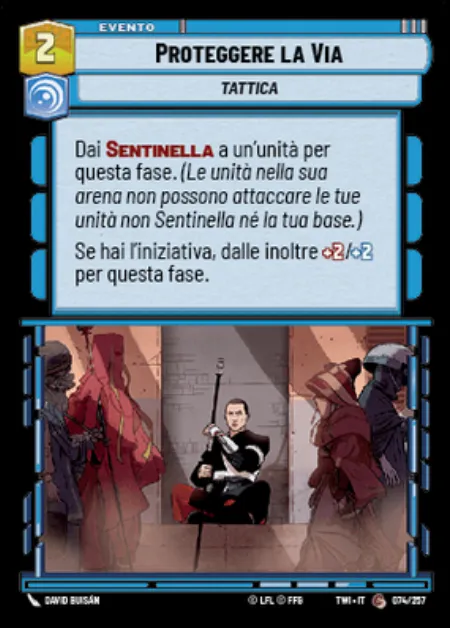 EVENTO
2
PROTEGGERE LA VIA
TATTICA
Dai SENTINELLA a un'unità per
questa fase. (Le unità nella sua
arena non possono attaccare le tue
unità non Sentinella né la tua base.)
Se hai l'iniziativa, dalle inoltre +2/+2
per questa fase.
DAVID BUISÁN
© LFL © FFG
TWI • IT
074/257